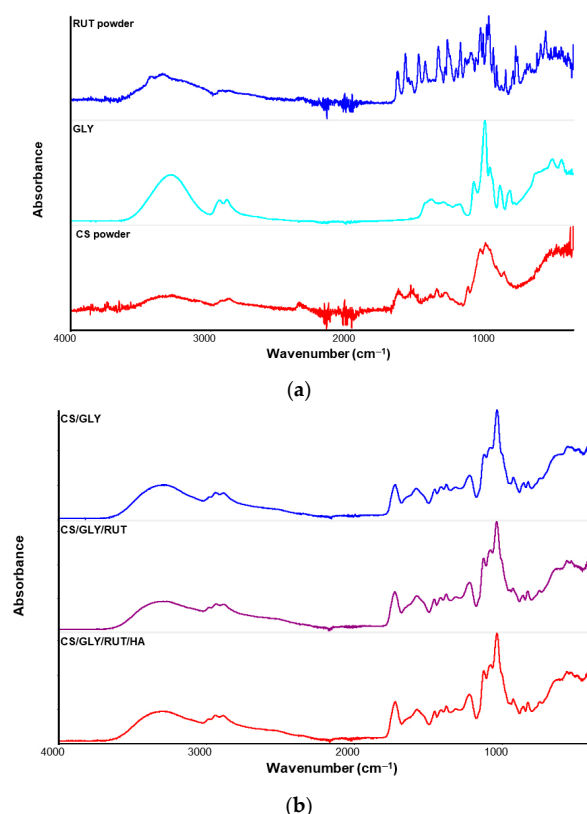 RUT powder
GLY
CS powder
Absorbance
4000 3000 2000 1000
Wavenumber (cm⁻¹)
(a)
CS/GLY
CS/GLY/RUT
CS/GLY/RUT/HA
Absorbance
4000 3000 2000 1000
Wavenumber (cm⁻¹)
(b)